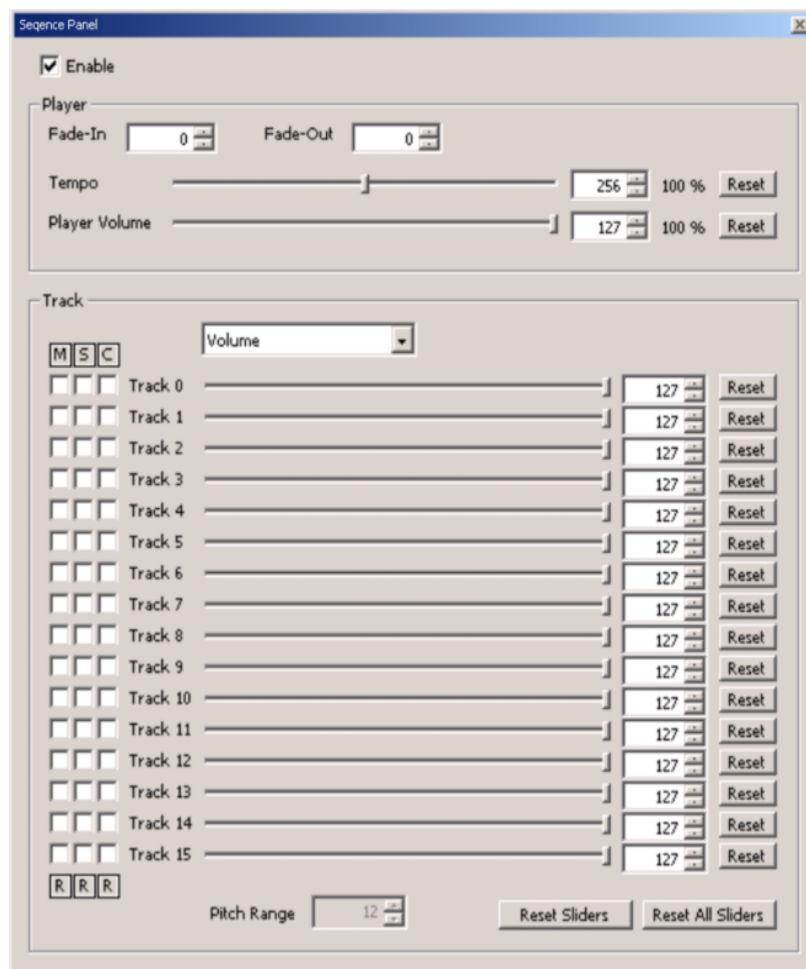 Seqence Panel
Enable
Player
Fade-In 0 Fade-Out 0
Tempo 256 100 % Reset
Player Volume 127 100 % Reset
Track
Volume
M S C
Track 0 127 Reset
Track 1 127 Reset
Track 2 127 Reset
Track 3 127 Reset
Track 4 127 Reset
Track 5 127 Reset
Track 6 127 Reset
Track 7 127 Reset
Track 8 127 Reset
Track 9 127 Reset
Track 10 127 Reset
Track 11 127 Reset
Track 12 127 Reset
Track 13 127 Reset
Track 14 127 Reset
Track 15 127 Reset
R R R
Pitch Range 12 Reset Sliders Reset All Sliders